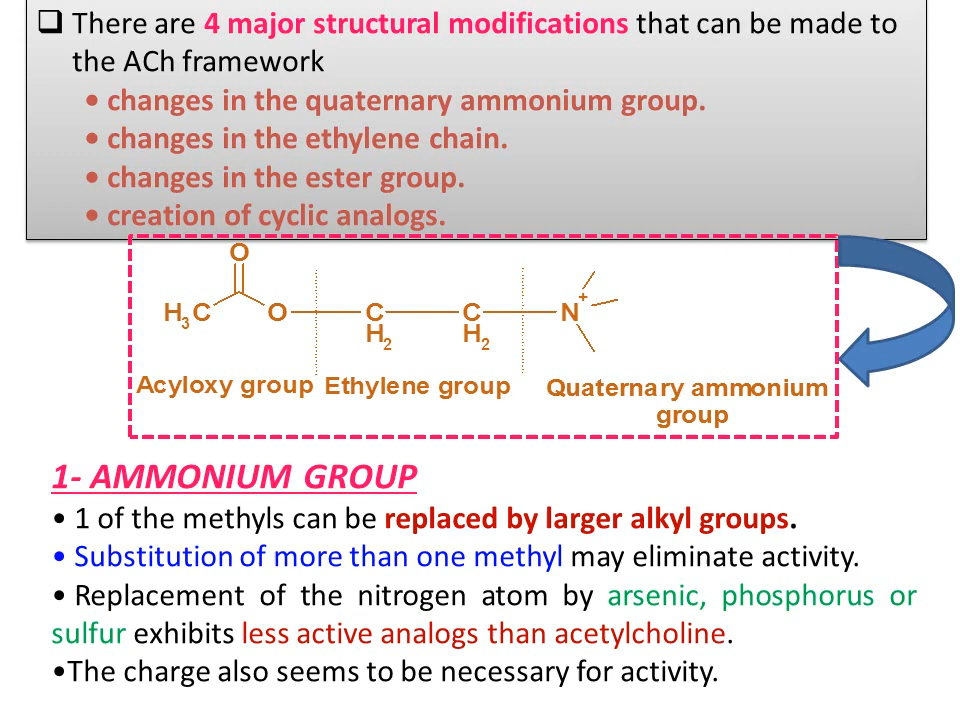 ❑ There are 4 major structural modifications that can be made to
the ACh framework
• changes in the quaternary ammonium group.
• changes in the ethylene chain.
• changes in the ester group.
• creation of cyclic analogs.
O
H3C O C C N+
H2 H2
Acyloxy group Ethylene group Quaternary ammonium
group
1- AMMONIUM GROUP
• 1 of the methyls can be replaced by larger alkyl groups.
• Substitution of more than one methyl may eliminate activity.
• Replacement of the nitrogen atom by arsenic, phosphorus or
sulfur exhibits less active analogs than acetylcholine.
•The charge also seems to be necessary for activity.